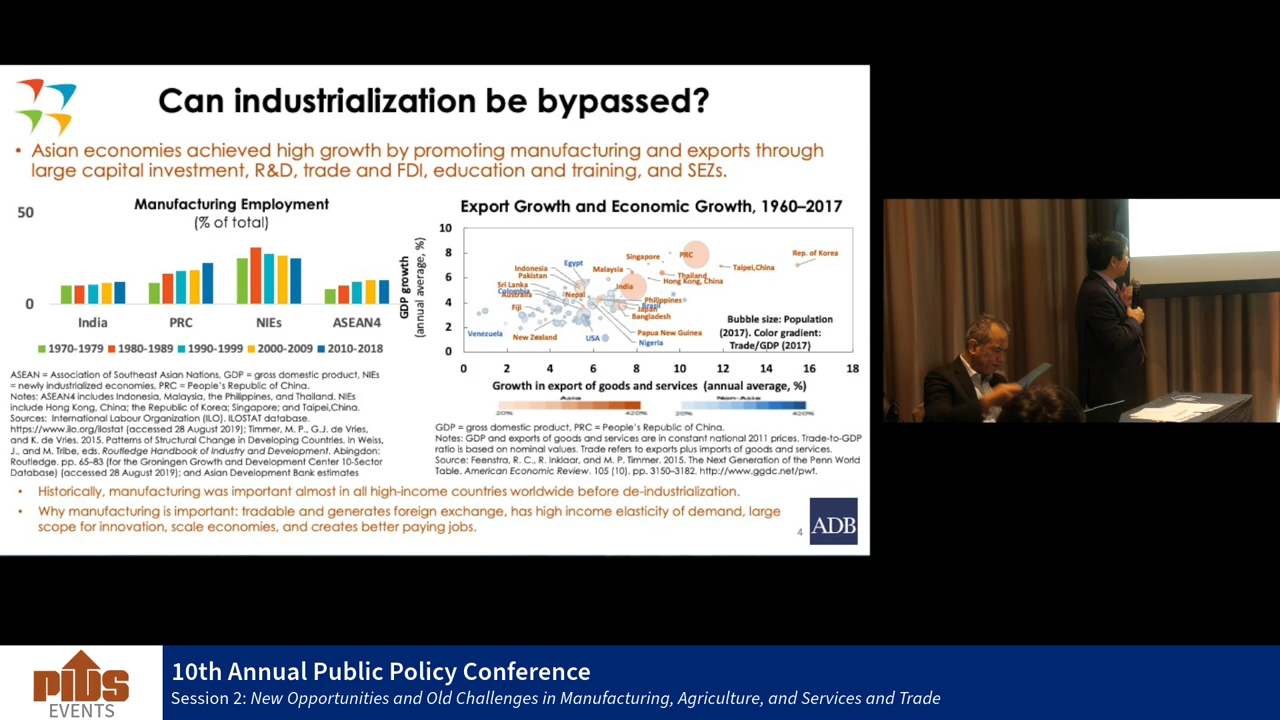 Can industrialization be bypassed?
• Asian economies achieved high growth by promoting manufacturing and exports through
large capital investment, R&D, trade and FDI, education and training, and SEZs.
Manufacturing Employment
(% of total)
50
0
India PRC NIEs ASEAN4
1970-1979 1980-1989 1990-1999 2000-2009 2010-2018
ASEAN = Association of Southeast Asian Nations, GDP = gross domestic product, NIEs
= newly industrialized economies, PRC = People's Republic of China.
Notes: ASEAN4 includes Indonesia, Malaysia, the Philippines, and Thailand. NIEs
include Hong Kong, China; the Republic of Korea; Singapore; and Taipei,China.
Sources: International Labour Organization (ILO). ILOSTAT database.
https://www.ilo.org/ilostat (accessed 28 August 2019); Timmer, M. P., G.J. de Vries,
and K. de Vries. 2015. Patterns of Structural Change in Developing Countries. In Weiss,
J., and M. Tribe, eds. Routledge Handbook of Industry and Development. Abingdon:
Routledge. pp. 65–83 (for the Groningen Growth and Development Center 10-Sector
Database) (accessed 28 August 2019); and Asian Development Bank estimates
Export Growth and Economic Growth, 1960–2017
GDP growth
(annual average, %)
10
8
6
4
2
0
Singapore
PRC
Rep. of Korea
Egypt
Indonesia
Malaysia
Taipei,China
Pakistan
Thailand
Hong Kong, China
Sri Lanka
India
Colombia
Australia
Nepal
Philippines
Brazil
Fiji
Japan
Bangladesh
Venezuela
New Zealand
USA
Papua New Guinea
Nigeria
Bubble size: Population
(2017). Color gradient:
Trade/GDP (2017)
0 2 4 6 8 10 12 14 16 18
Growth in export of goods and services (annual average, %)
Asia Non-Asia
20% 420% 20% 420%
GDP = gross domestic product, PRC = People's Republic of China.
Notes: GDP and exports of goods and services are in constant national 2011 prices. Trade-to-GDP
ratio is based on nominal values. Trade refers to exports plus imports of goods and services.
Source: Feenstra, R. C., R. Inklaar, and M. P. Timmer. 2015. The Next Generation of the Penn World
Table. American Economic Review. 105 (10). pp. 3150–3182. http://www.ggdc.net/pwt.
• Historically, manufacturing was important almost in all high-income countries worldwide before de-industrialization.
• Why manufacturing is important: tradable and generates foreign exchange, has high income elasticity of demand, large
scope for innovation, scale economies, and creates better paying jobs.
4
ADB
PIDS
EVENTS
10th Annual Public Policy Conference
Session 2: New Opportunities and Old Challenges in Manufacturing, Agriculture, and Services and Trade